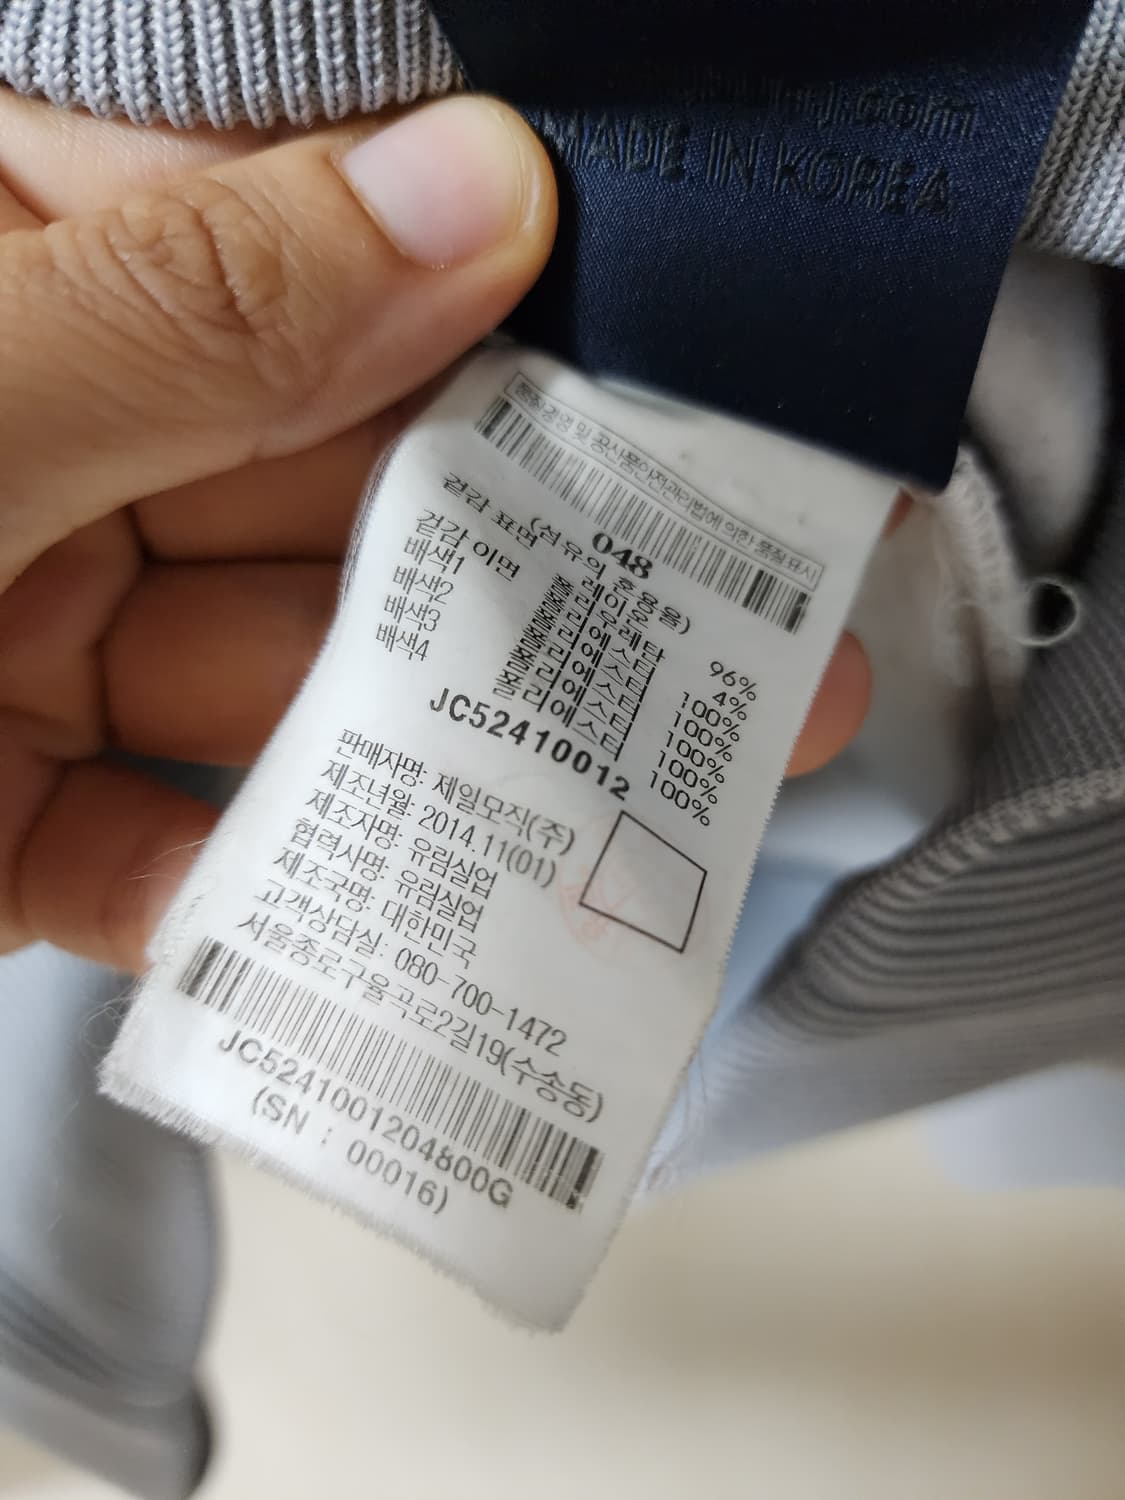 .com
MADE IN KOREA
품질경영 및 공산품안전관리법에 의한 품질표시
048
(섬유의 혼용율)
겉감 표면 레이온 96%
폴리우레탄 4%
겉감 이면 폴리에스터 100%
배색1 폴리에스터 100%
배색2 폴리에스터 100%
배색3 폴리에스터 100%
배색4 폴리에스터 100%
JC52410012
판매자명: 제일모직(주)
제조년월: 2014.11(01)
제조자명: 유림실업
협력사명: 유림실업
제조국명: 대한민국
고객상담실: 080-700-1472
서울종로구율곡로2길19(수송동)
JC5241001204800G
(SN : 00016)